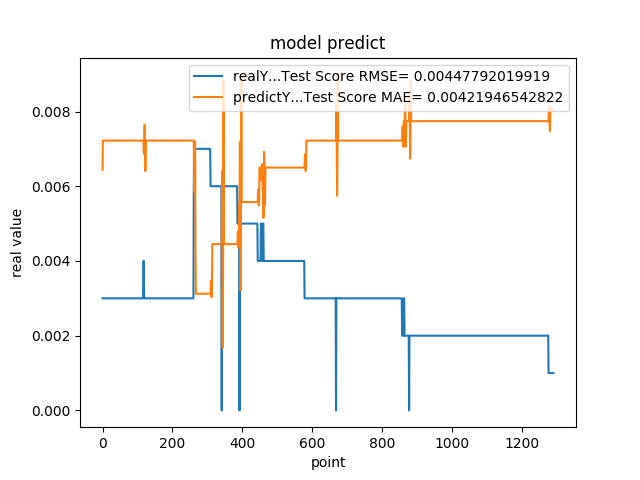 model predict
realY...Test Score RMSE= 0.00447792019919
predictY...Test Score MAE= 0.00421946542822
real value
0.008
0.006
0.004
0.002
0.000
0 200 400 600 800 1000 1200
point